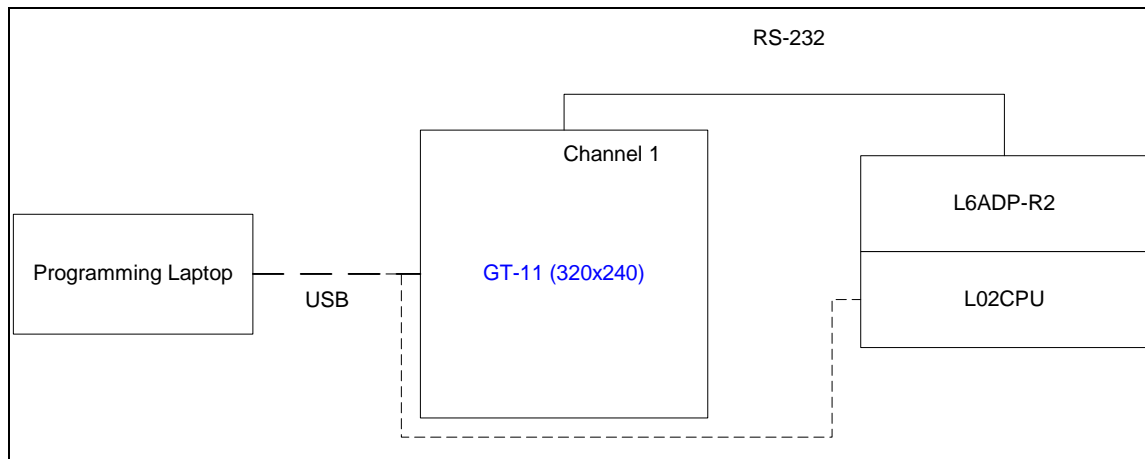 RS-232
Channel 1
L6ADP-R2
Programming Laptop
GT-11 (320x240)
L02CPU
USB